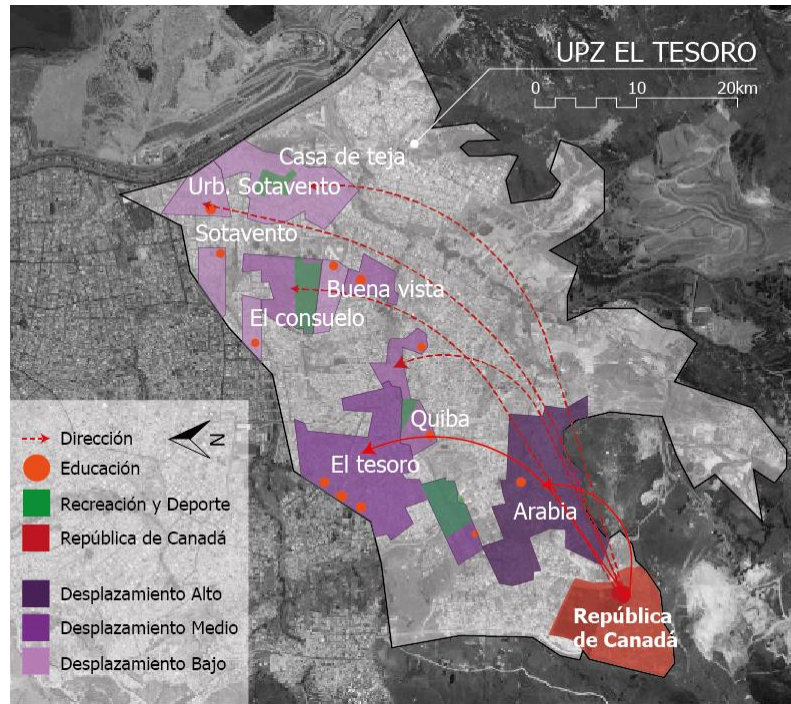 UPZ EL TESORO
0 10 20km
Casa de teja
Urb. Sotavento
Sotavento
Buena vista
El consuelo
Quiba
El tesoro
Arabia
República
de Canadá
N
Dirección
Educación
Recreación y Deporte
República de Canadá
Desplazamiento Alto
Desplazamiento Medio
Desplazamiento Bajo